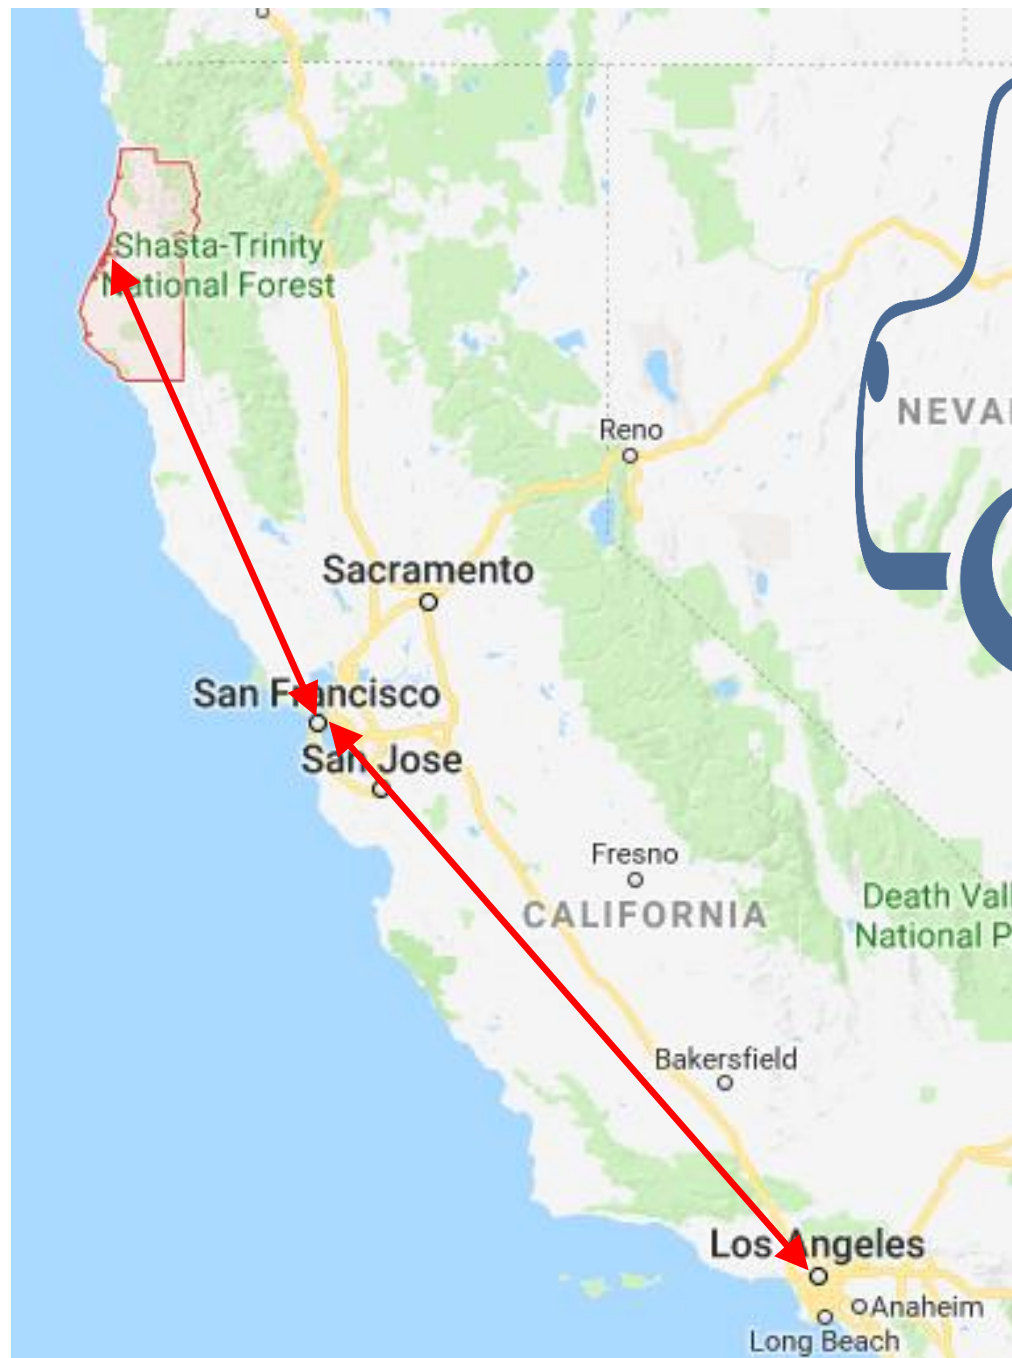 Shasta-Trinity
National Forest
NEVA
Reno
Sacramento
San Francisco
San Jose
Fresno
CALIFORNIA
Death Vall
National P
Bakersfield
Los Angeles
Anaheim
Long Beach